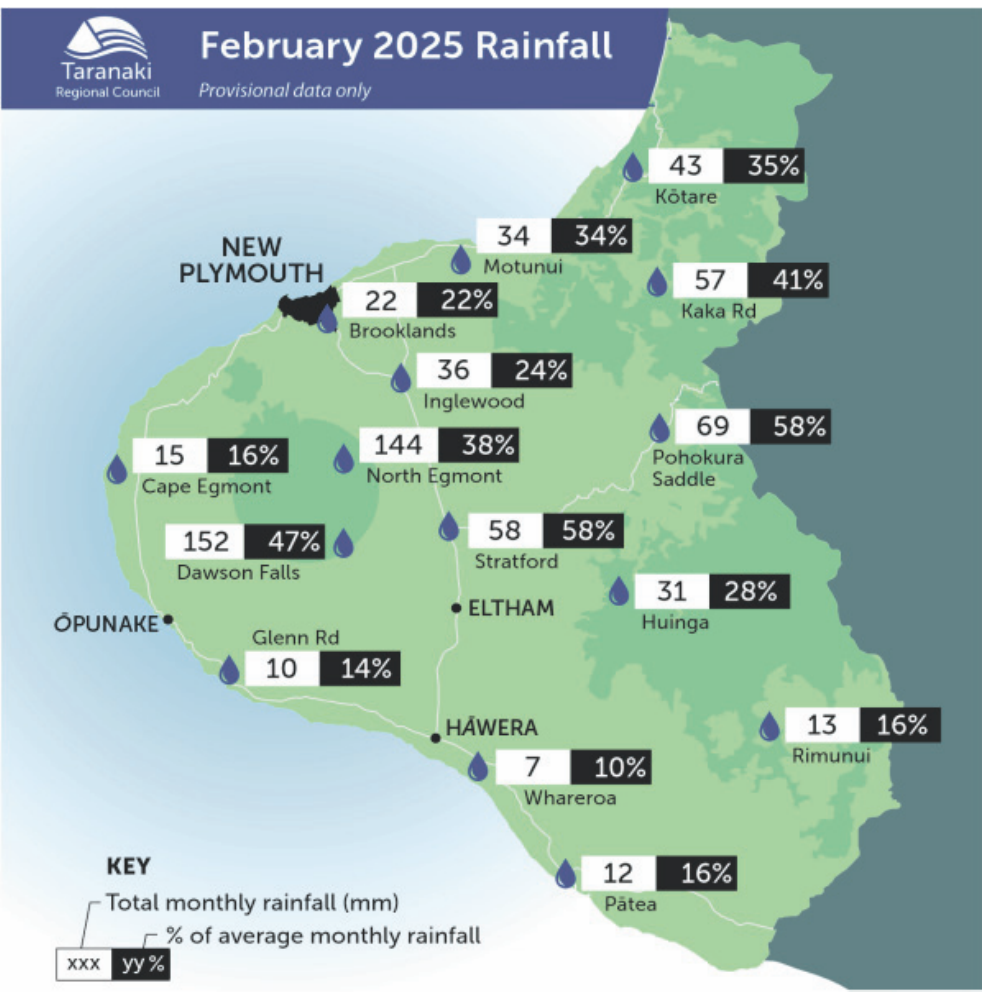 Taranaki
Regional Council
February 2025 Rainfall
Provisional data only
43 35%
Kōtare
34 34%
Motunui
NEW
PLYMOUTH
57 41%
Kaka Rd
22 22%
Brooklands
36 24%
Inglewood
69 58%
Pohokura
Saddle
144 38%
North Egmont
15 16%
Cape Egmont
58 58%
Stratford
152 47%
Dawson Falls
31 28%
Huinga
ELTHAM
ŌPUNAKE
Glenn Rd
10 14%
13 16%
Rimunui
HĀWERA
7 10%
Whareroa
12 16%
Pātea
KEY
Total monthly rainfall (mm)
% of average monthly rainfall
xxx yy%